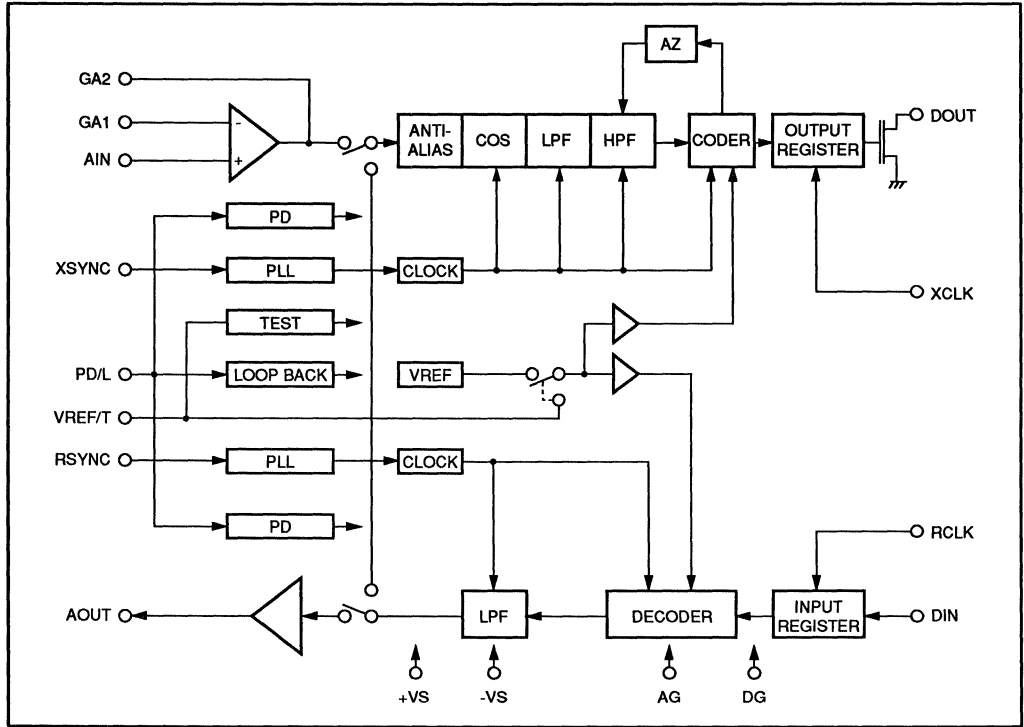 AZ
GA2
GA1
-
AIN
+
ANTI-
ALIAS
COS
LPF
HPF
CODER
OUTPUT
REGISTER
DOUT
PD
XSYNC
PLL
CLOCK
XCLK
TEST
PD/L
LOOP BACK
VREF
VREF/T
RSYNC
PLL
CLOCK
PD
RCLK
AOUT
LPF
DECODER
INPUT
REGISTER
DIN
+VS
-VS
AG
DG